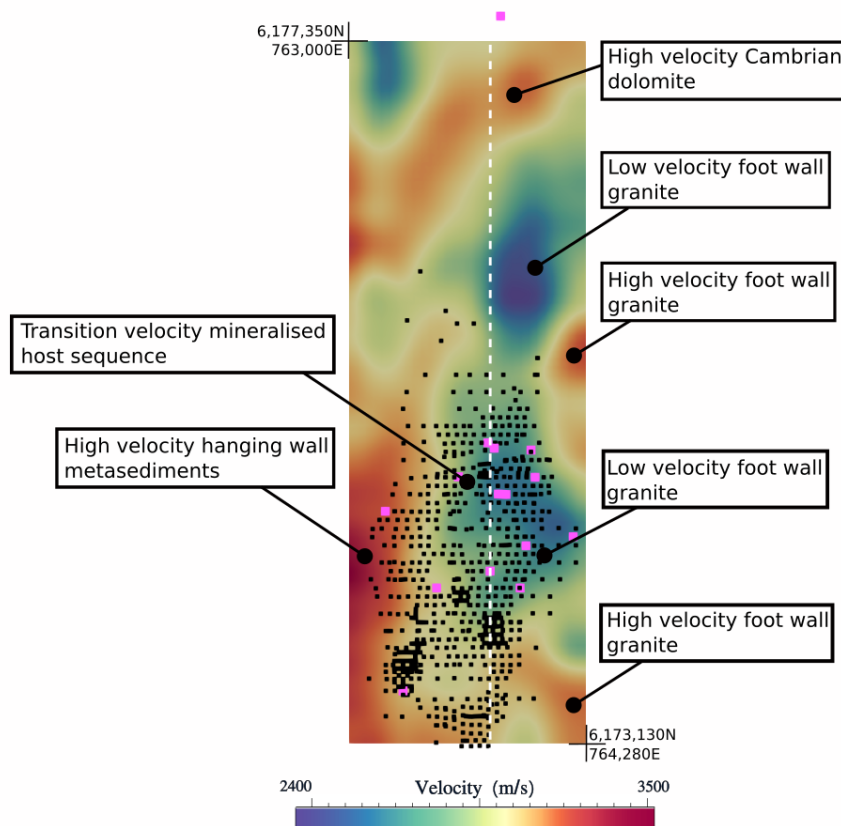 6,177,350N
763,000E
High velocity Cambrian
dolomite
Low velocity foot wall
granite
High velocity foot wall
granite
Transition velocity mineralised
host sequence
High velocity hanging wall
metasediments
Low velocity foot wall
granite
High velocity foot wall
granite
6,173,130N
764,280E
2400 Velocity (m/s) 3500